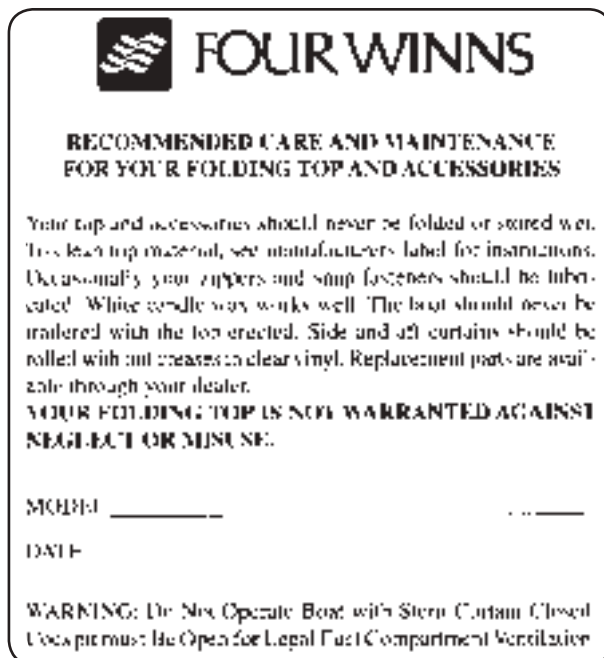 FOUR WINNS
RECOMMENDED CARE AND MAINTENANCE
FOR YOUR FOLDING TOP AND ACCESSORIES
Your top and accessories should never be folded or stored wet.
To clean top material, see manufacturers label for instructions.
Occasionally your zippers and snap fasteners should be lubri-
cated. White candle wax works well. The boat should never be
trailered with the top erected. Side and aft curtains should be
rolled with out creases in clear vinyl. Replacement parts are avail-
able through your dealer.
YOUR FOLDING TOP IS NOT WARRANTED AGAINST
NEGLECT OR MISUSE.
MODEL
DATE
WARNING: Do Not Operate Boat with Stern Curtain Closed
Cockpit must Be Open for Legal Compartment Ventilation